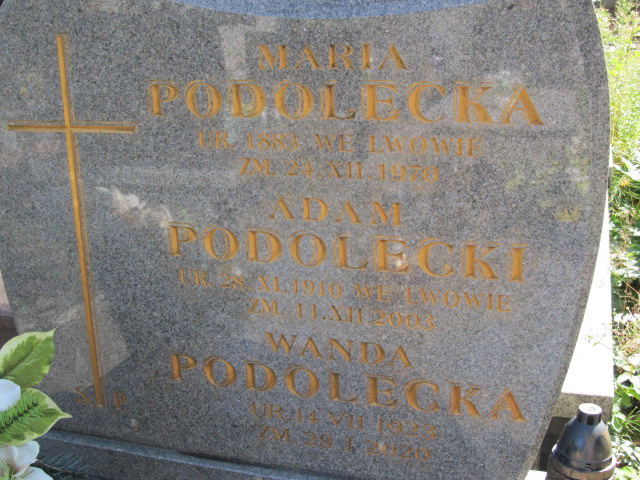 MARIA
PODOLECKA
UR. 1883 WE LWOWIE
ZM. 24.XII.1970
ADAM
PODOLECKI
UR. 28.XI.1910 WE LWOWIE
ZM. 11.XII.2003
WANDA
PODOLECKA
UR. 14 VII 1923
ZM. 29 I 2020
Ś P